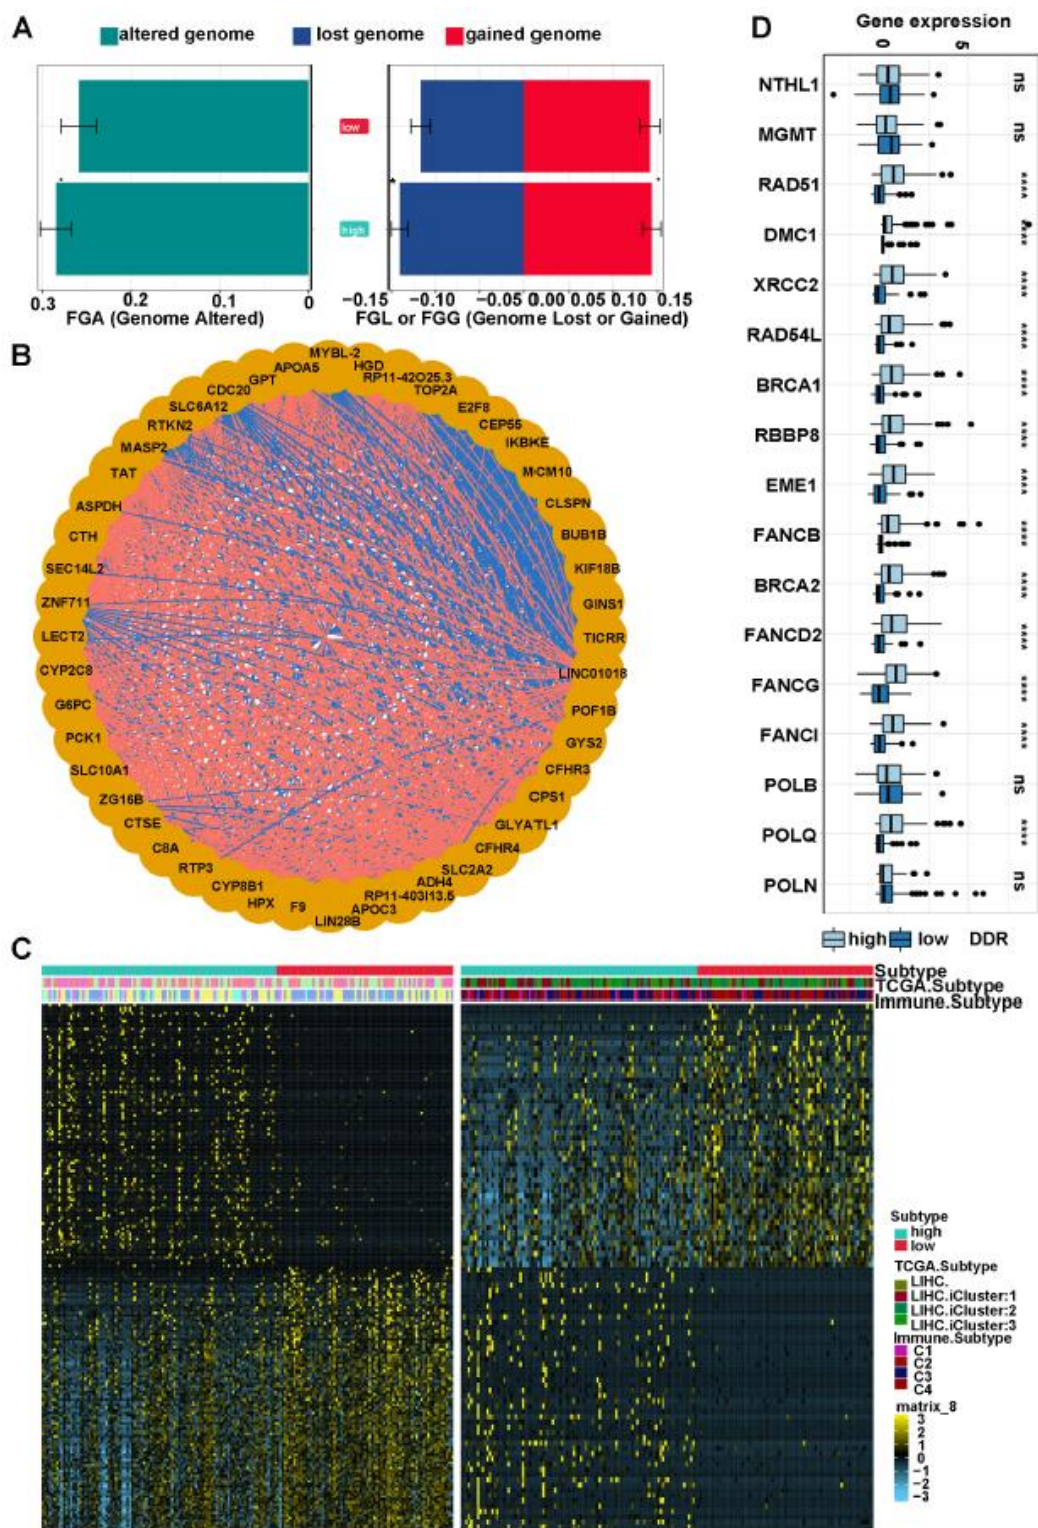 A
altered genome
lost genome
gained genome
low
high
0.3
0.2
0.1
0
FGA (Genome Altered)
−0.15
−0.10
−0.05
0.00
0.05
0.10
0.15
FGL or FGG (Genome Lost or Gained)
D
Gene expression
0
5
NTHL1
ns
MGMT
ns
RAD51
****
DMC1
****
XRCC2
****
RAD54L
****
BRCA1
****
RBBP8
****
EME1
****
FANCB
****
BRCA2
****
FANCD2
****
FANCG
****
FANCI
****
POLB
ns
POLQ
****
POLN
ns
high
low
DDR
B
MYBL-2
HGD
RP11-42O25.3
TOP2A
E2F8
CEP55
IKBKE
MCM10
CLSPN
BUB1B
KIF18B
GINS1
TICRR
LINC01018
POF1B
GYS2
CFHR3
CPS1
GLYATL1
CFHR4
SLC2A2
ADH4
RP11-403I13.5
APOC3
LIN28B
F9
HPX
CYP8B1
RTP3
C8A
CTSE
ZG16B
SLC10A1
PCK1
G6PC
CYP2C8
LECT2
ZNF711
SEC14L2
CTH
ASPDH
TAT
MASP2
RTKN2
SLC6A12
CDC20
GPT
APOA5
C
Subtype
TCGA.Subtype
Immune.Subtype
Subtype
high
low
TCGA.Subtype
LIHC.
LIHC.iCluster:1
LIHC.iCluster:2
LIHC.iCluster:3
Immune.Subtype
C1
C2
C3
C4
matrix_8
3
2
1
0
−1
−2
−3